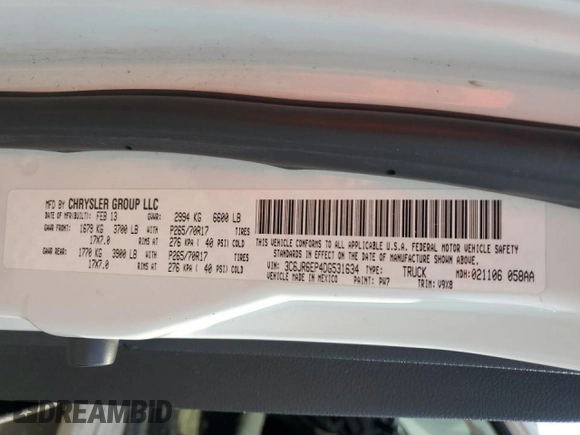 MFD BY CHRYSLER GROUP LLC
DATE OF MFG(BUILT): FEB 13 GVWR: 2994 KG 6600 LB
GAWR FRONT: 1679 KG 3700 LB WITH P265/70R17 TIRES
17X7.0 RIMS AT 276 KPA ( 40 PSI) COLD
GAWR REAR: 1770 KG 3900 LB WITH P265/70R17 TIRES
17X7.0 RIMS AT 276 KPA ( 40 PSI) COLD
THIS VEHICLE CONFORMS TO ALL APPLICABLE U.S.A. FEDERAL MOTOR VEHICLE SAFETY
STANDARDS IN EFFECT ON THE DATE OF MANUFACTURE SHOWN ABOVE.
VIN: 3C6JR6EP4DG531634 TYPE: TRUCK MDH: 021106 058AA
VEHICLE MADE IN MEXICO PAINT: PW7 TRIM: V9X8
DREAMBID